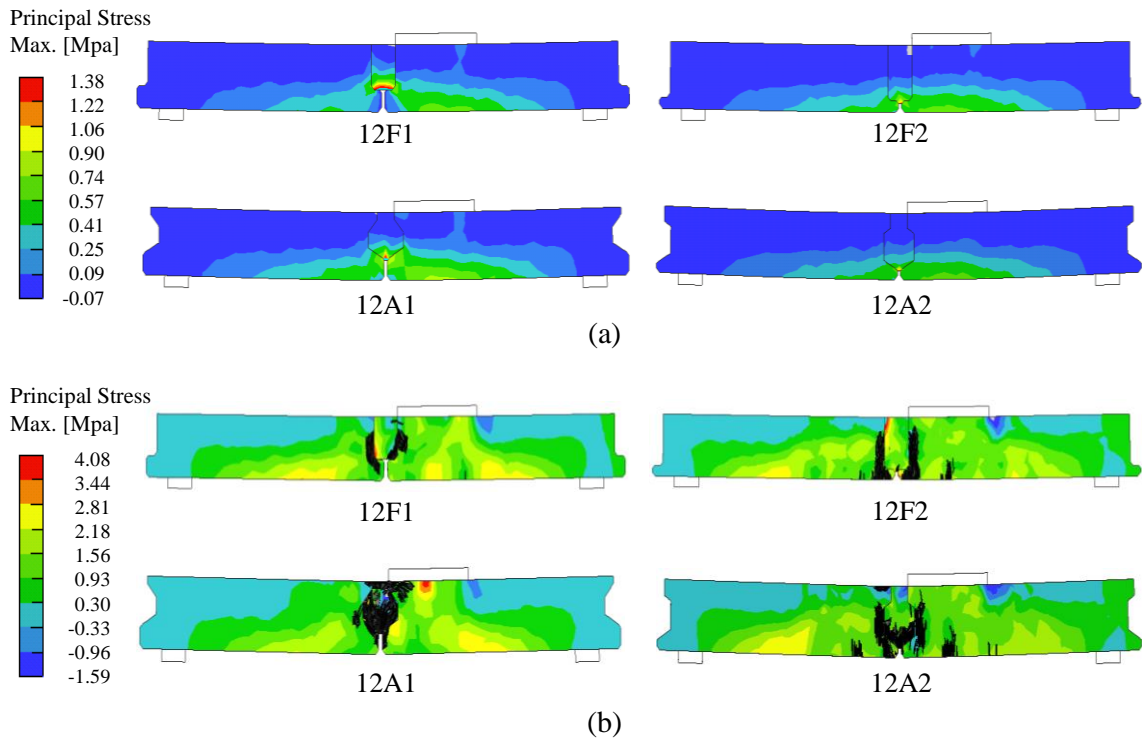 Principal Stress
Max. [Mpa]
1.38
1.22
1.06
0.90
0.74
0.57
0.41
0.25
0.09
-0.07
12F1
12F2
12A1
12A2
(a)
Principal Stress
Max. [Mpa]
4.08
3.44
2.81
2.18
1.56
0.93
0.30
-0.33
-0.96
-1.59
12F1
12F2
12A1
12A2
(b)